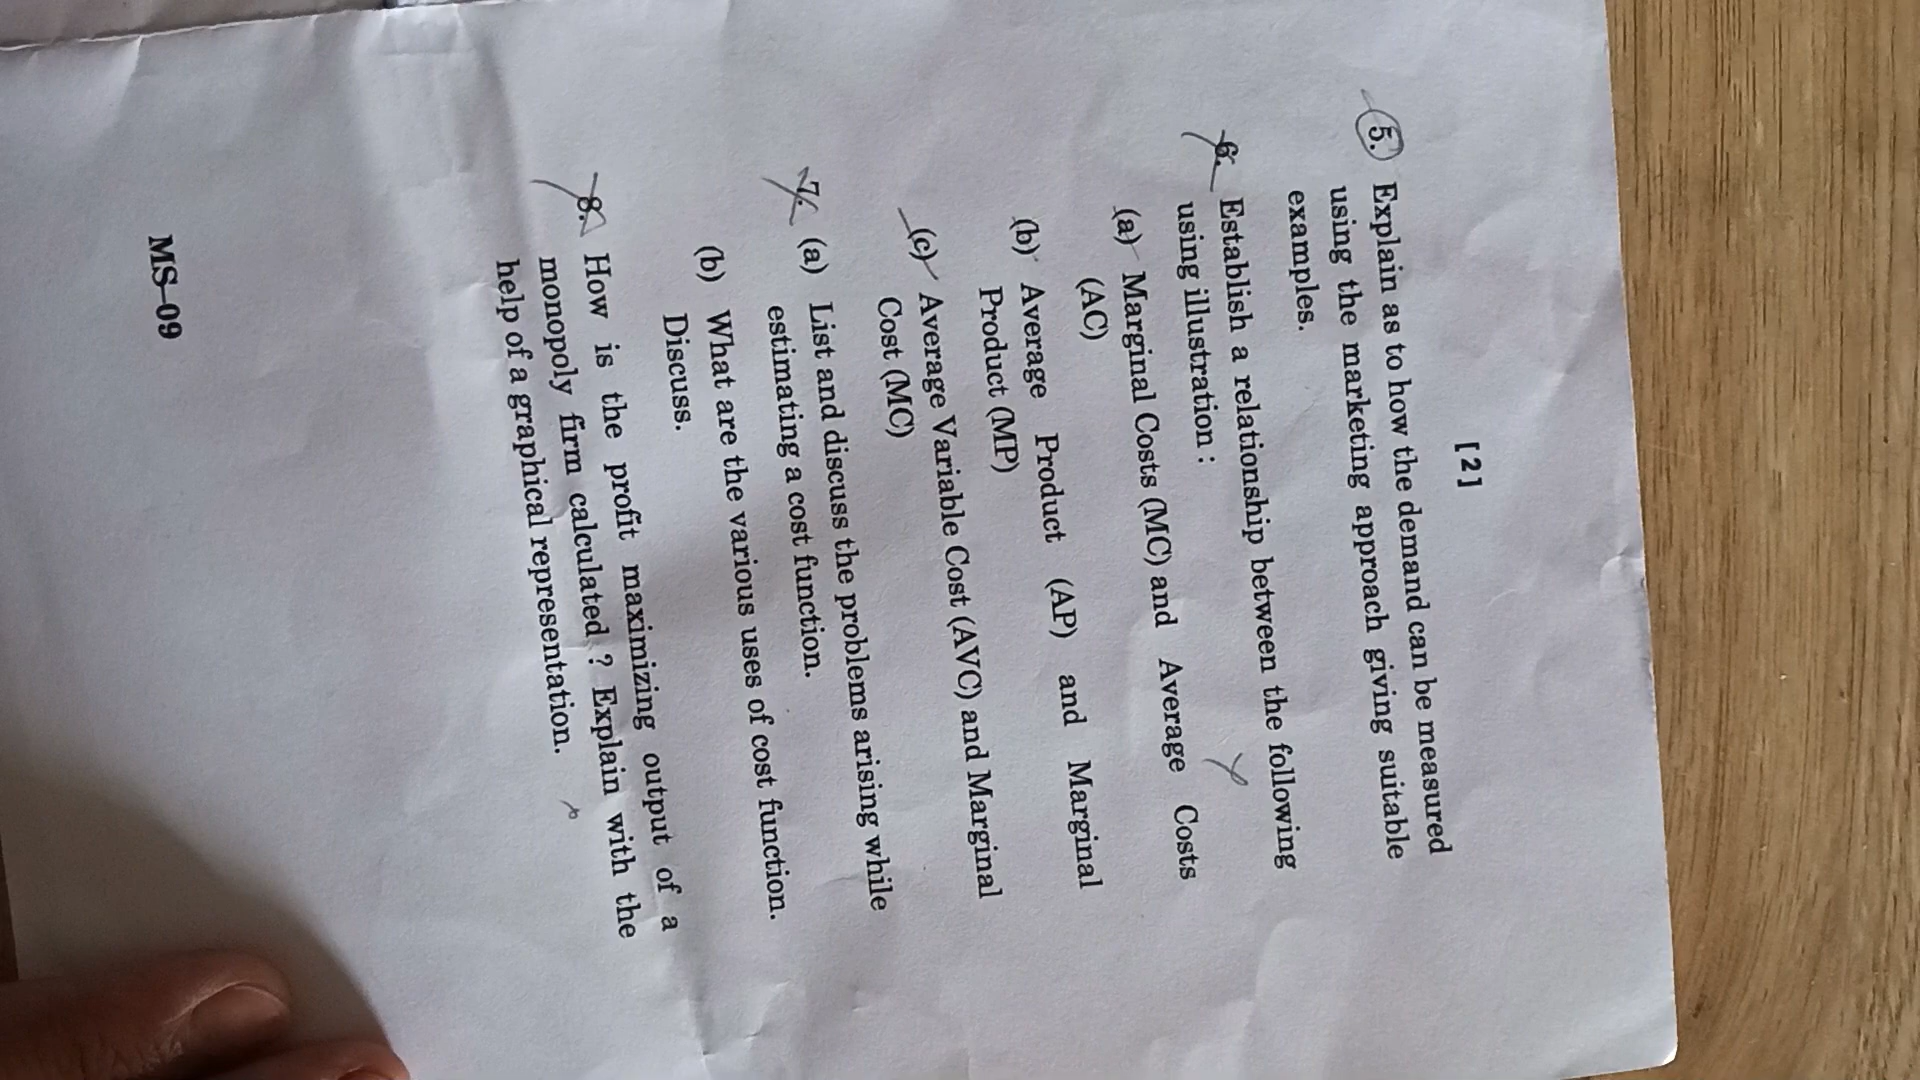 [ 2 ]
5. Explain as to how the demand can be measured
using the marketing approach giving suitable
examples.
6. Establish a relationship between the following
using illustration :
(a) Marginal Costs (MC) and Average Costs
(AC)
(b) Average Product (AP) and Marginal
Product (MP)
(c) Average Variable Cost (AVC) and Marginal
Cost (MC)
7. (a) List and discuss the problems arising while
estimating a cost function.
(b) What are the various uses of cost function.
Discuss.
8. How is the profit maximizing output of a
monopoly firm calculated ? Explain with the
help of a graphical representation.
MS–09